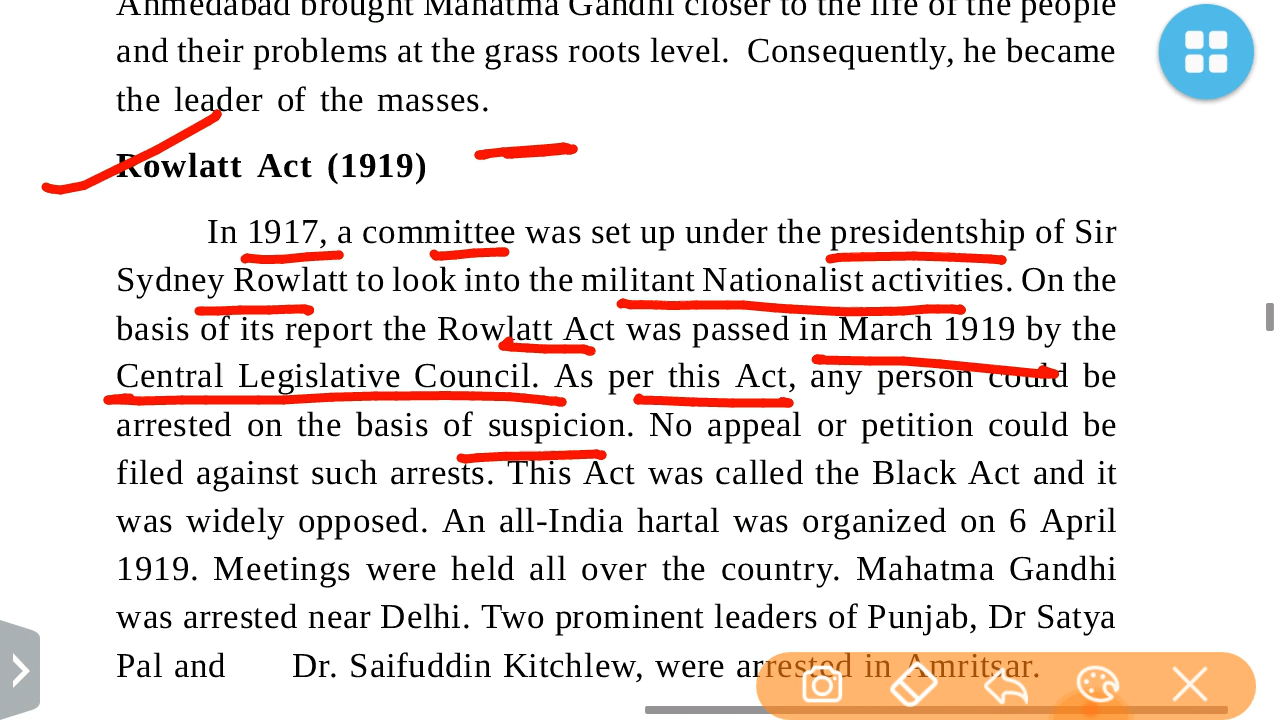 Ahmedabad brought Mahatma Gandhi closer to the life of the people
and their problems at the grass roots level. Consequently, he became
the leader of the masses.
Rowlatt Act (1919)
In 1917, a committee was set up under the presidentship of Sir
Sydney Rowlatt to look into the militant Nationalist activities. On the
basis of its report the Rowlatt Act was passed in March 1919 by the
Central Legislative Council. As per this Act, any person could be
arrested on the basis of suspicion. No appeal or petition could be
filed against such arrests. This Act was called the Black Act and it
was widely opposed. An all-India hartal was organized on 6 April
1919. Meetings were held all over the country. Mahatma Gandhi
was arrested near Delhi. Two prominent leaders of Punjab, Dr Satya
Pal and Dr. Saifuddin Kitchlew, were arrested in Amritsar.